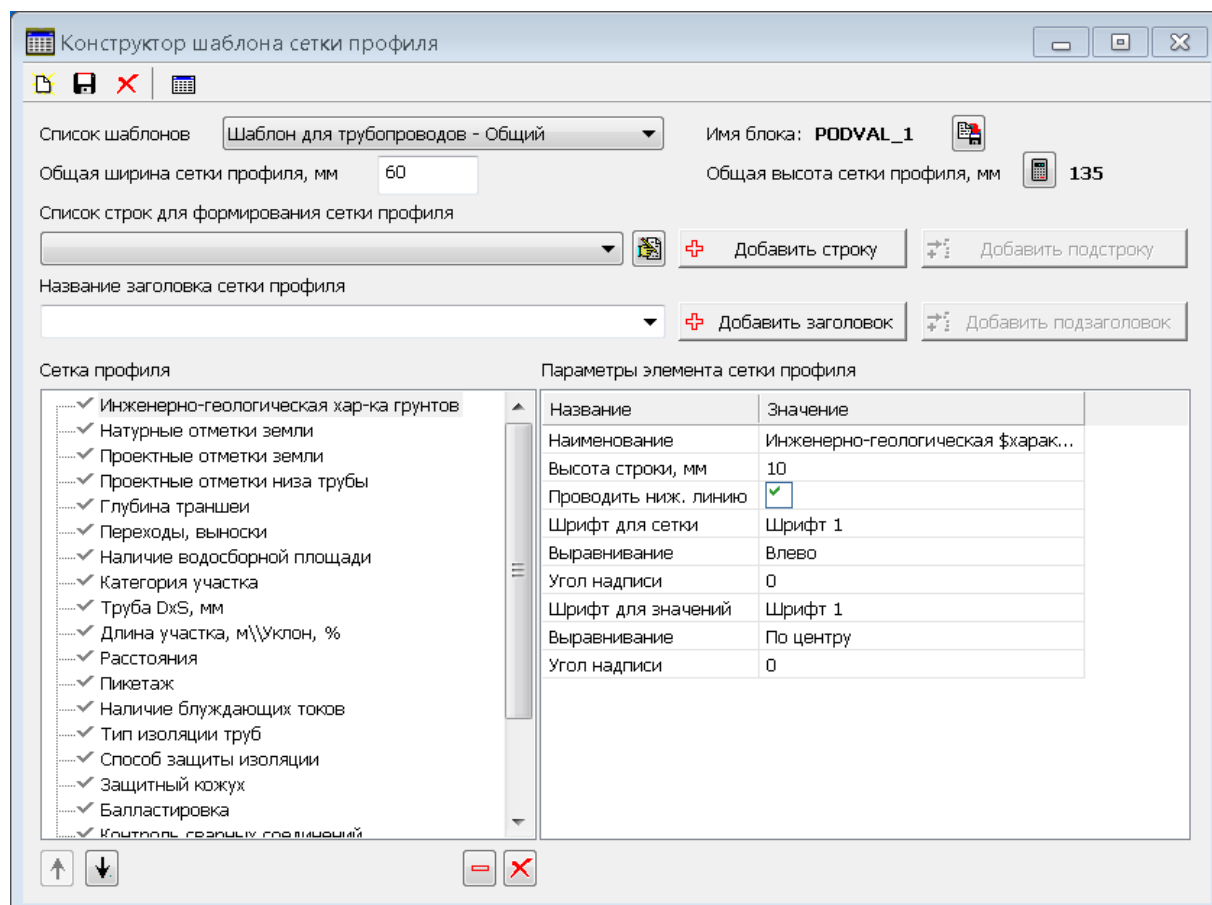 Конструктор шаблона сетки профиля
Список шаблонов Шаблон для трубопроводов - Общий Имя блока: PODVAL_1
Общая ширина сетки профиля, мм 60 Общая высота сетки профиля, мм 135
Список строк для формирования сетки профиля
Добавить строку Добавить подстроку
Название заголовка сетки профиля
Добавить заголовок Добавить подзаголовок
Сетка профиля
Инженерно-геологическая хар-ка грунтов
Натурные отметки земли
Проектные отметки земли
Проектные отметки низа трубы
Глубина траншеи
Переходы, выноски
Наличие водосборной площади
Категория участка
Труба DxS, мм
Длина участка, м\\Уклон, %
Расстояния
Пикетаж
Наличие блуждающих токов
Тип изоляции труб
Способ защиты изоляции
Защитный кожух
Балластировка
Контроль сварных соединений
Параметры элемента сетки профиля
Название Значение
Наименование Инженерно-геологическая $харак...
Высота строки, мм 10
Проводить ниж. линию
Шрифт для сетки Шрифт 1
Выравнивание Влево
Угол надписи 0
Шрифт для значений Шрифт 1
Выравнивание По центру
Угол надписи 0